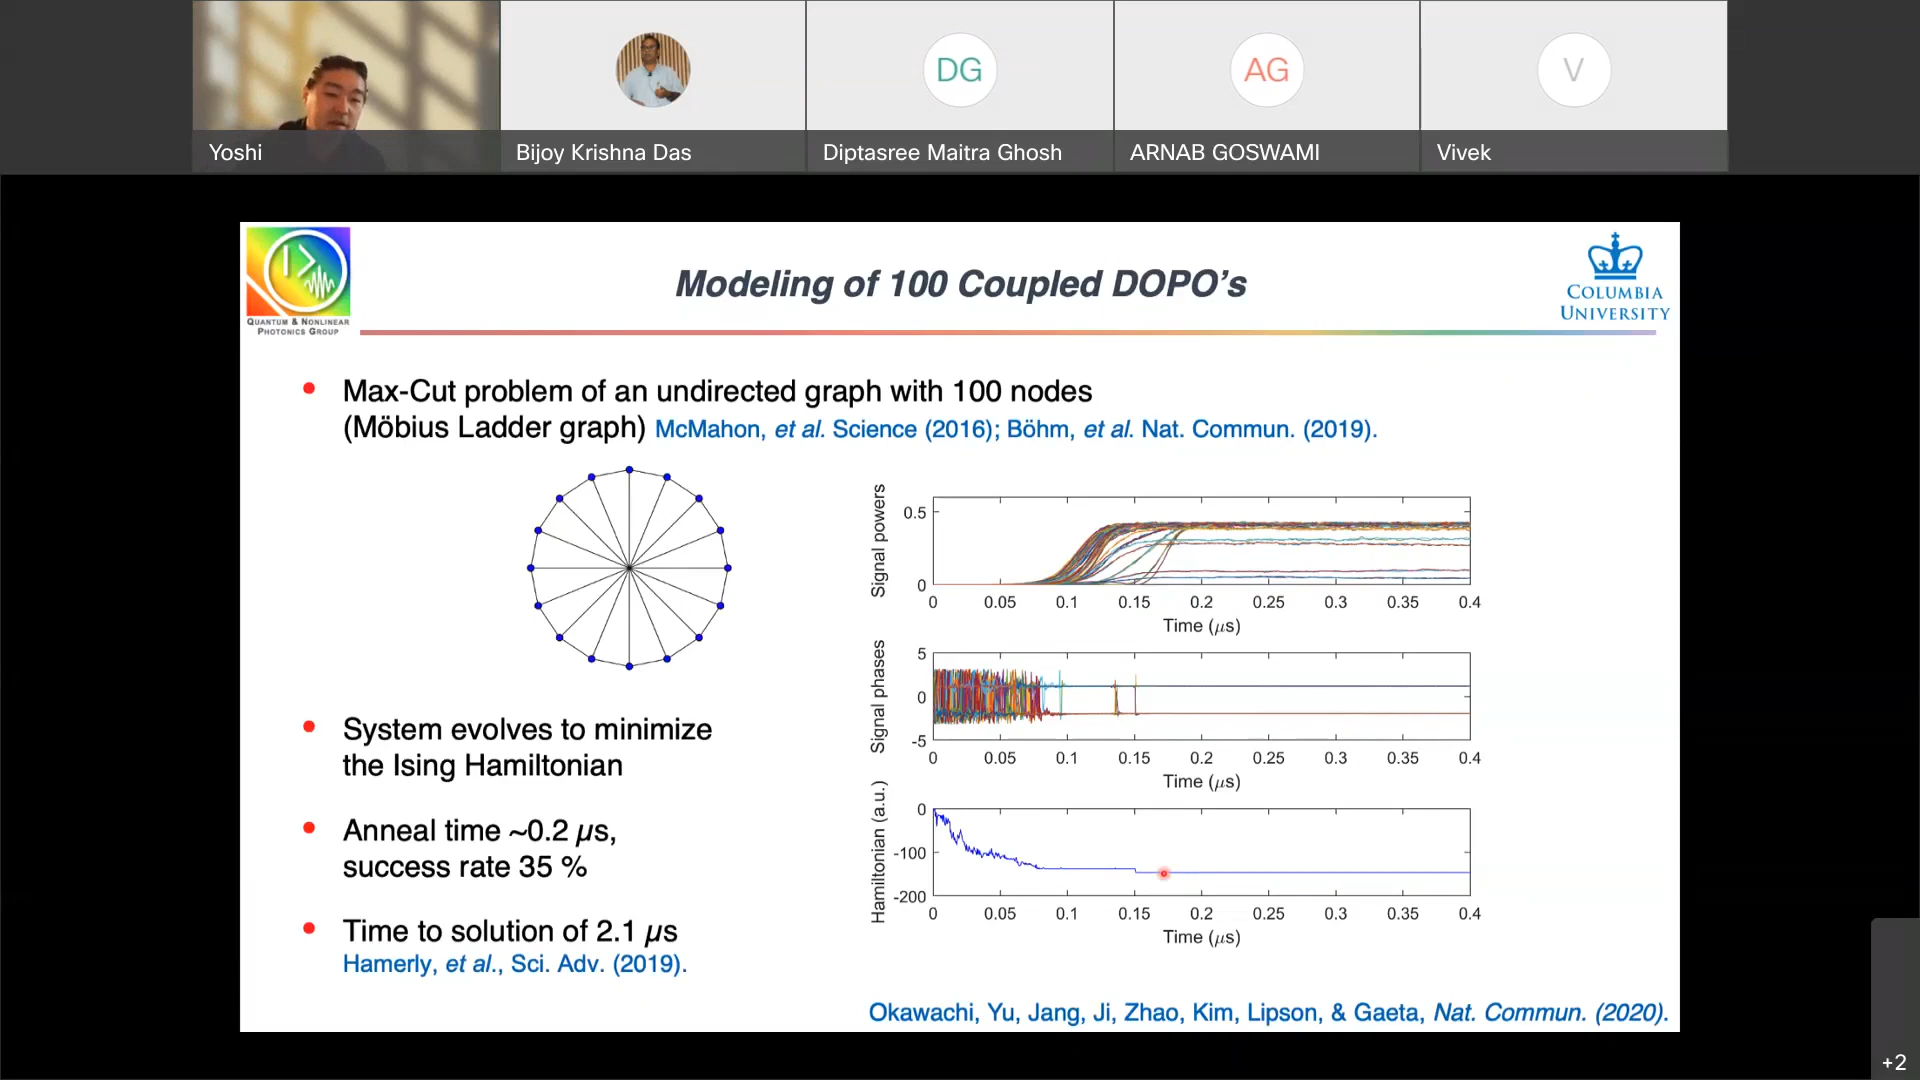 DG
AG
V
Yoshi
Bijoy Krishna Das
Diptasree Maitra Ghosh
ARNAB GOSWAMI
Vivek
QUANTUM & NONLINEAR
PHOTONICS GROUP
Modeling of 100 Coupled DOPO's
COLUMBIA
UNIVERSITY
• Max-Cut problem of an undirected graph with 100 nodes
(Möbius Ladder graph) McMahon, et al. Science (2016); Böhm, et al. Nat. Commun. (2019).
• System evolves to minimize
the Ising Hamiltonian
• Anneal time ~0.2 μs,
success rate 35 %
• Time to solution of 2.1 μs
Hamerly, et al., Sci. Adv. (2019).
Signal powers
0.5
0
0 0.05 0.1 0.15 0.2 0.25 0.3 0.35 0.4
Time (μs)
Signal phases
5
0
-5
0 0.05 0.1 0.15 0.2 0.25 0.3 0.35 0.4
Time (μs)
Hamiltonian (a.u.)
0
-100
-200
0 0.05 0.1 0.15 0.2 0.25 0.3 0.35 0.4
Time (μs)
Okawachi, Yu, Jang, Ji, Zhao, Kim, Lipson, & Gaeta, Nat. Commun. (2020).
+2